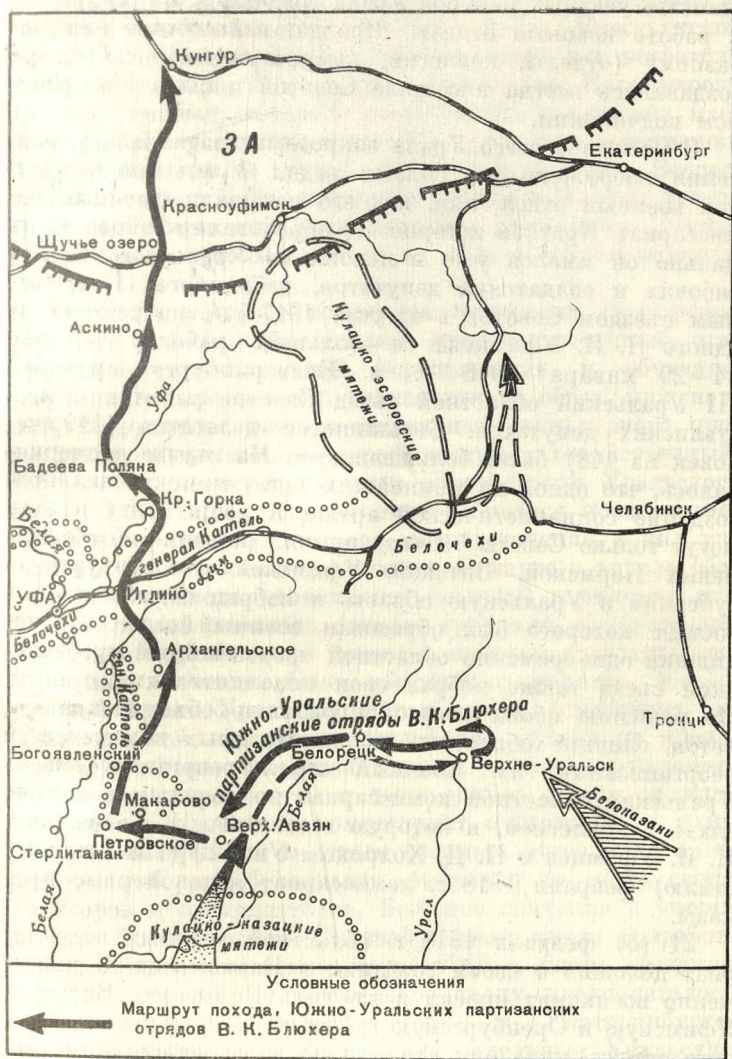 Кунгур
3 А
Екатеринбург
Красноуфимск
Щучье озеро
Аскино
Кулацко-эсеровские
мятежи
Уфа
Бадеева Поляна
Кр. Горка
Челябинск
Белая
генерал Каппель
Белочехи
Сим
УФА
Иглино
Белочехи
Архангельское
ген. Каппель
Южно-Уральские
партизанские отряды В.К.Блюхера
Троицк
Богоявленский
Белорецк
Верхне-Уральск
Макарово
Белая
Белоказаки
Петровское
Верх. Авзян
Стерлитамак
Белая
Урал
Кулацко-казацкие
мятежи
Условные обозначения
Маршрут похода, Южно-Уральских партизанских
отрядов В. К. Блюхера